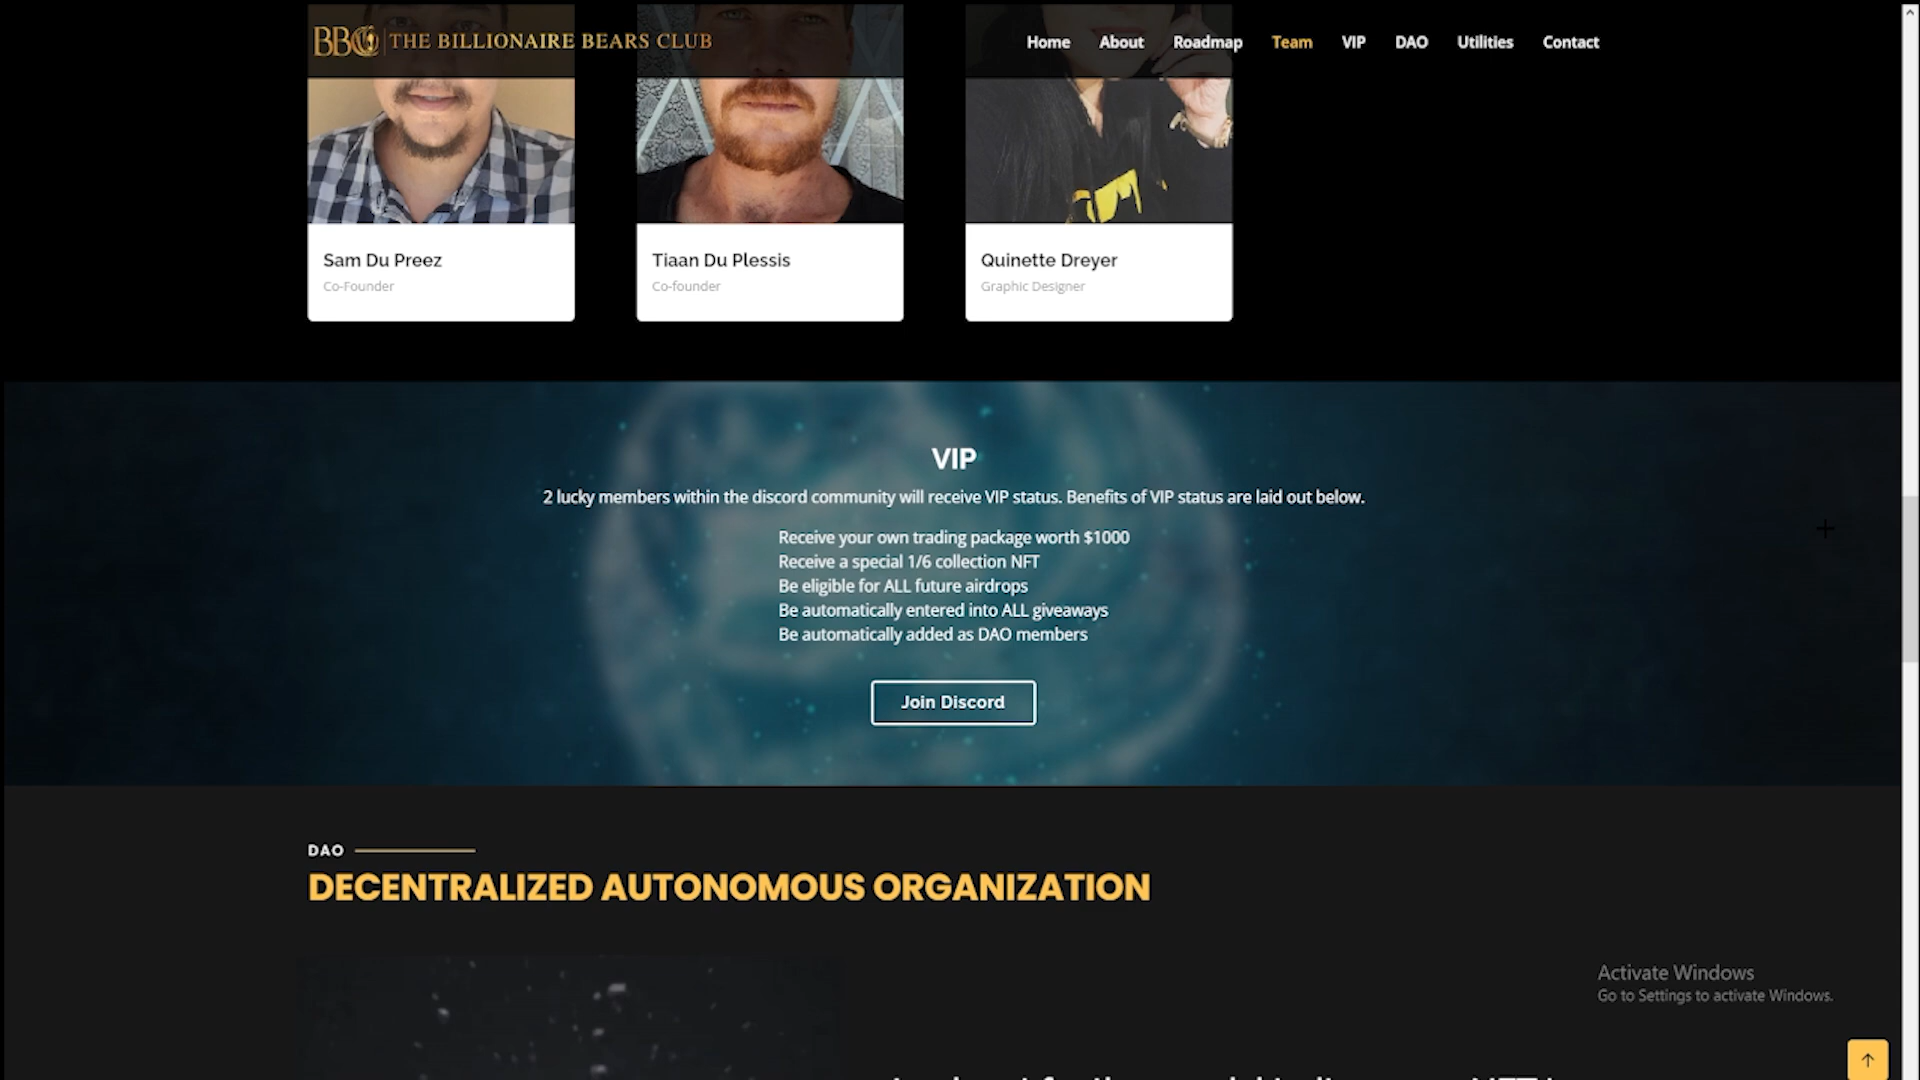 BBC THE BILLIONAIRE BEARS CLUB
Home About Roadmap Team VIP DAO Utilities Contact
Sam Du Preez
Co-Founder
Tiaan Du Plessis
Co-founder
Quinette Dreyer
Graphic Designer
VIP
2 lucky members within the discord community will receive VIP status. Benefits of VIP status are laid out below.
Receive your own trading package worth $1000
Receive a special 1/6 collection NFT
Be eligible for ALL future airdrops
Be automatically entered into ALL giveaways
Be automatically added as DAO members
Join Discord
DAO
DECENTRALIZED AUTONOMOUS ORGANIZATION
Activate Windows
Go to Settings to activate Windows.